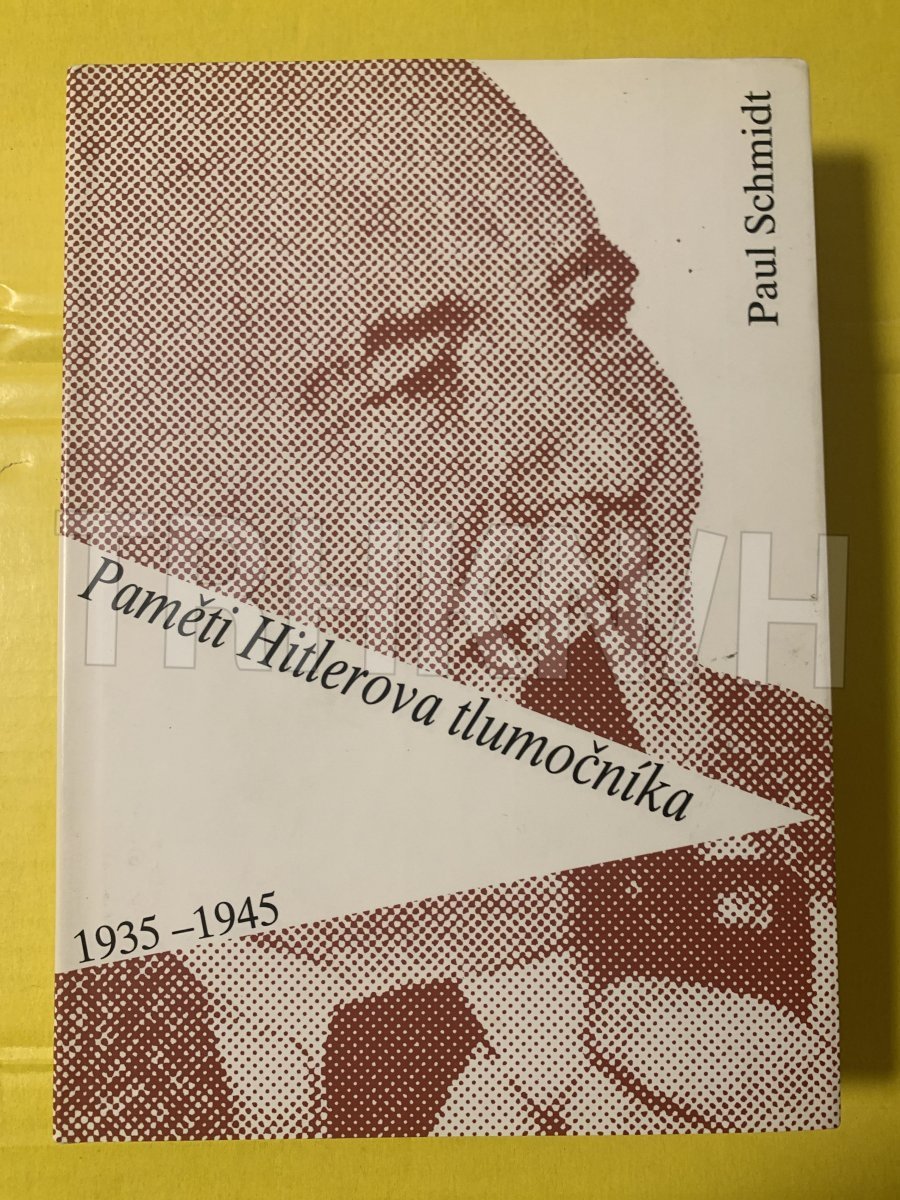 Paul Schmidt
Paměti Hitlerova tlumočníka
1935 –1945